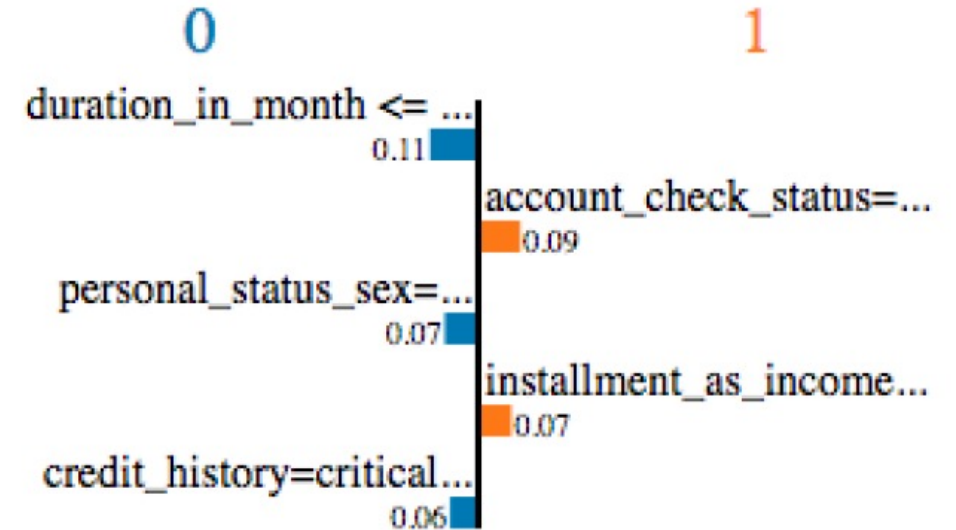 0 1
duration_in_month <= ...
0.11
account_check_status=...
0.09
personal_status_sex=...
0.07
installment_as_income...
0.07
credit_history=critical...
0.06